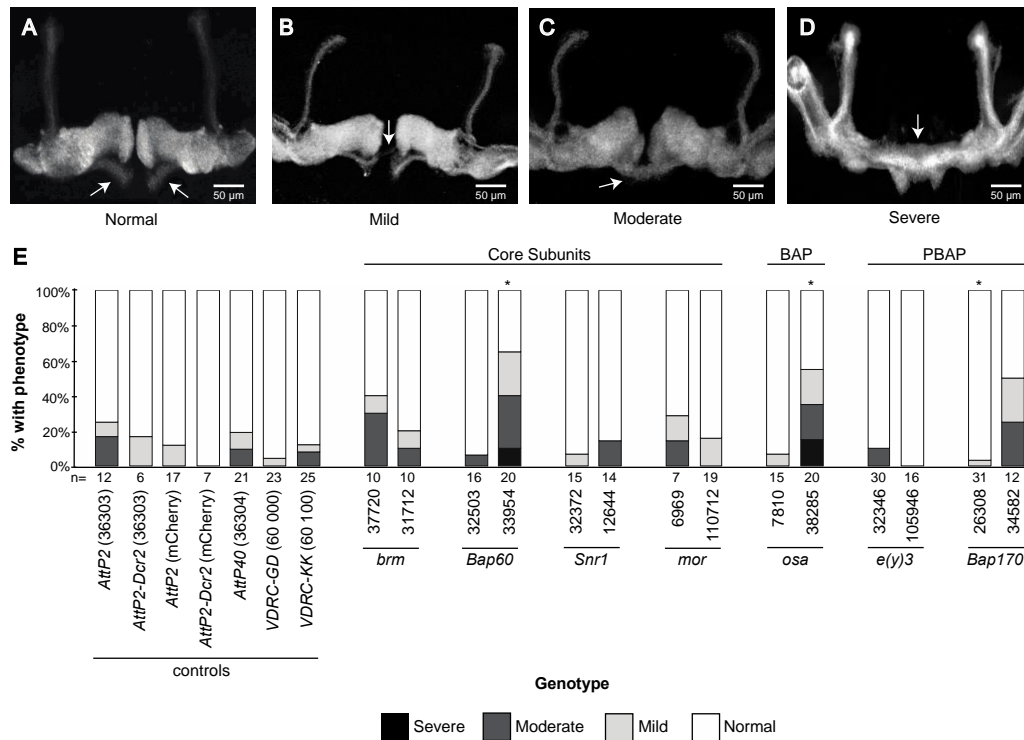 A
B
C
D
50 µm
50 µm
50 µm
50 µm
Normal
Mild
Moderate
Severe
E
Core Subunits
BAP
PBAP
% with phenotype
100%
80%
60%
40%
20%
0%
*
*
*
n=
12
6
17
7
21
23
25
10
10
16
20
15
14
7
19
15
20
30
16
31
12
AttP2 (36303)
AttP2-Dcr2 (36303)
AttP2 (mCherry)
AttP2-Dcr2 (mCherry)
AttP40 (36304)
VDRC-GD (60 000)
VDRC-KK (60 100)
37720
31712
32503
33954
32372
12644
6969
110712
7810
38285
32346
105946
26308
34582
controls
brm
Bap60
Snr1
mor
osa
e(y)3
Bap170
Genotype
Severe
Moderate
Mild
Normal